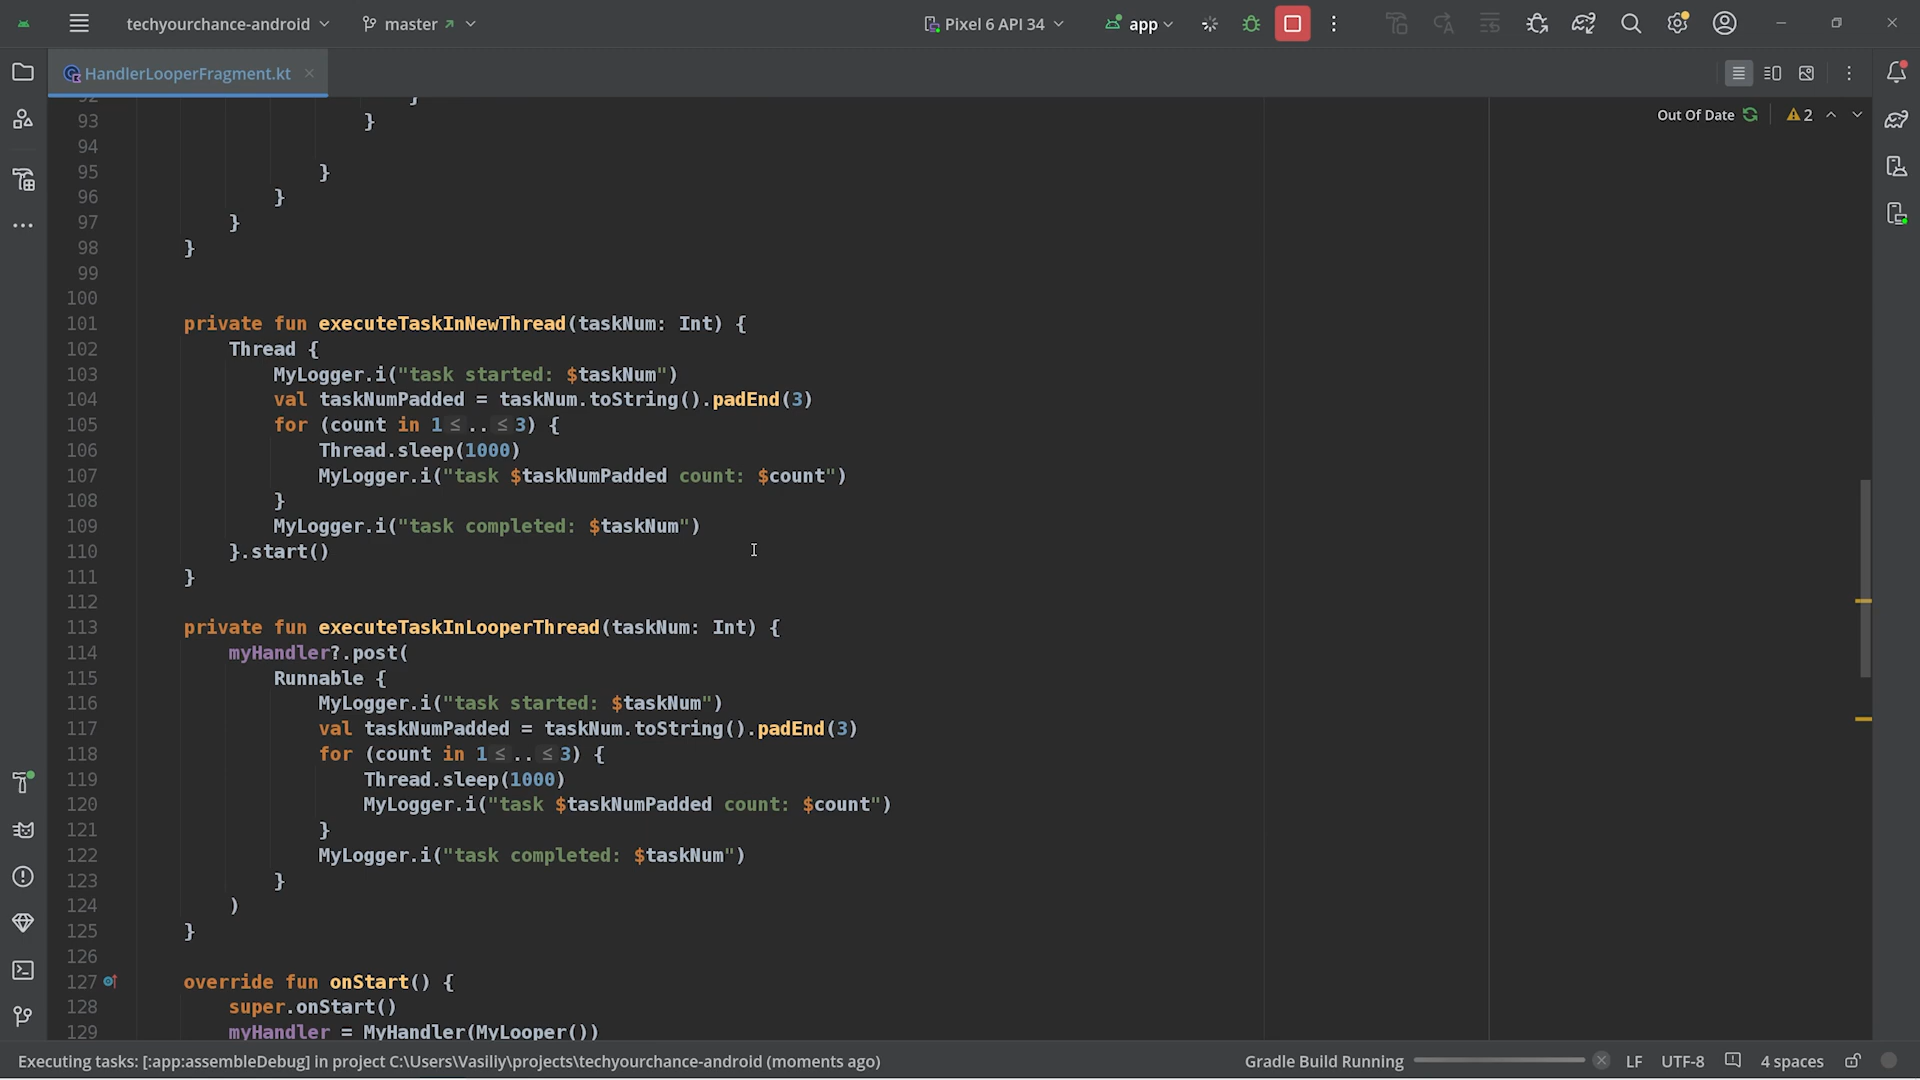 techyourchance-android
master
Pixel 6 API 34
app
HandlerLooperFragment.kt
Out Of Date
2
92 }
93 }
94
95 }
96 }
97 }
98 }
99
100
101 private fun executeTaskInNewThread(taskNum: Int) {
102 Thread {
103 MyLogger.i("task started: $taskNum")
104 val taskNumPadded = taskNum.toString().padEnd(3)
105 for (count in 1 ≤ .. ≤ 3) {
106 Thread.sleep(1000)
107 MyLogger.i("task $taskNumPadded count: $count")
108 }
109 MyLogger.i("task completed: $taskNum")
110 }.start()
111 }
112
113 private fun executeTaskInLooperThread(taskNum: Int) {
114 myHandler?.post(
115 Runnable {
116 MyLogger.i("task started: $taskNum")
117 val taskNumPadded = taskNum.toString().padEnd(3)
118 for (count in 1 ≤ .. ≤ 3) {
119 Thread.sleep(1000)
120 MyLogger.i("task $taskNumPadded count: $count")
121 }
122 MyLogger.i("task completed: $taskNum")
123 }
124 )
125 }
126
127 override fun onStart() {
128 super.onStart()
129 myHandler = MyHandler(MyLooper())
Executing tasks: [:app:assembleDebug] in project C:\Users\Vasiliy\projects\techyourchance-android (moments ago)
Gradle Build Running
LF
UTF-8
4 spaces